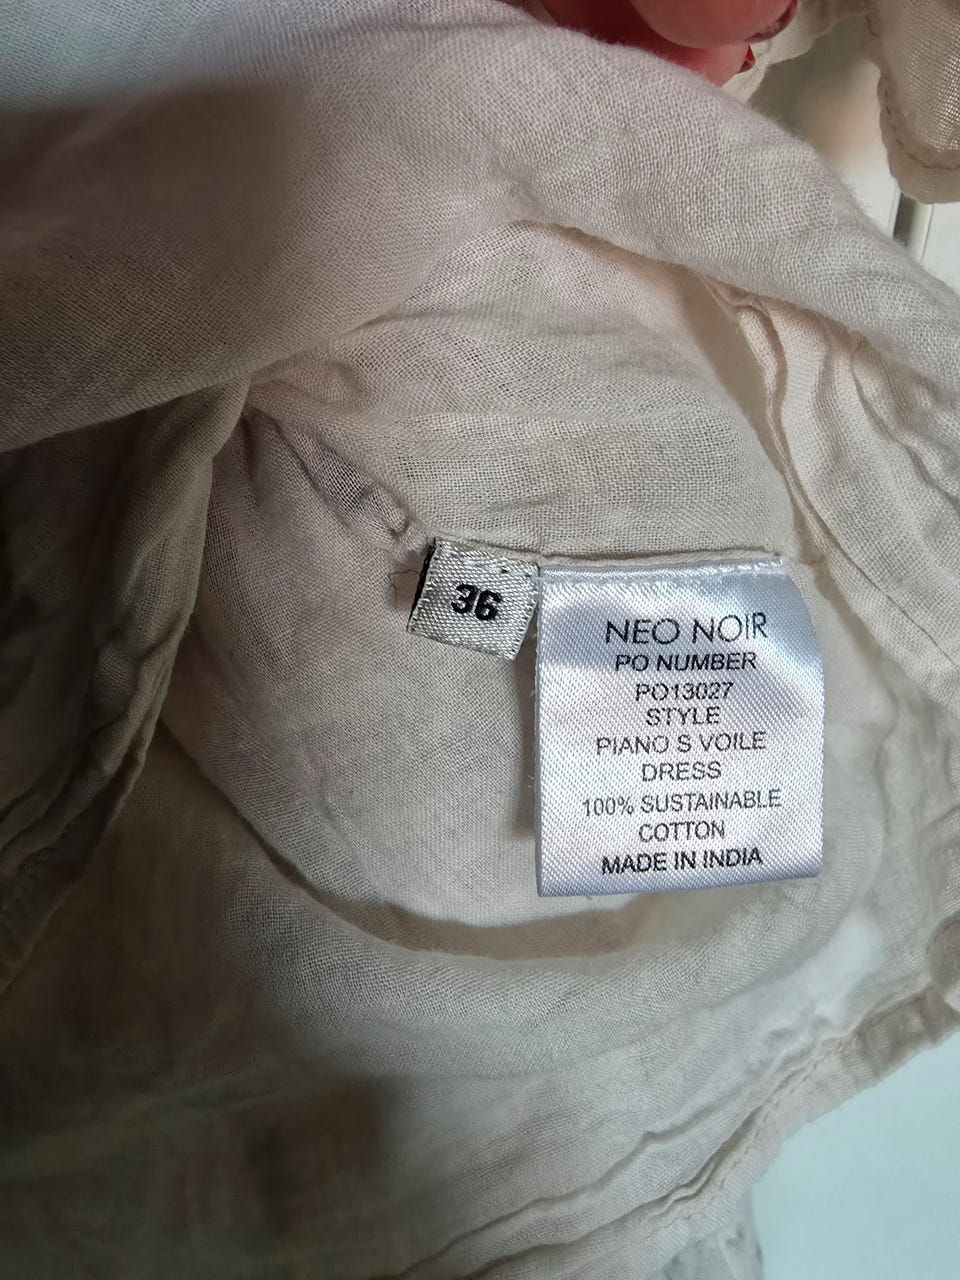 36
NEO NOIR
PO NUMBER
PO13027
STYLE
PIANO S VOILE
DRESS
100% SUSTAINABLE
COTTON
MADE IN INDIA